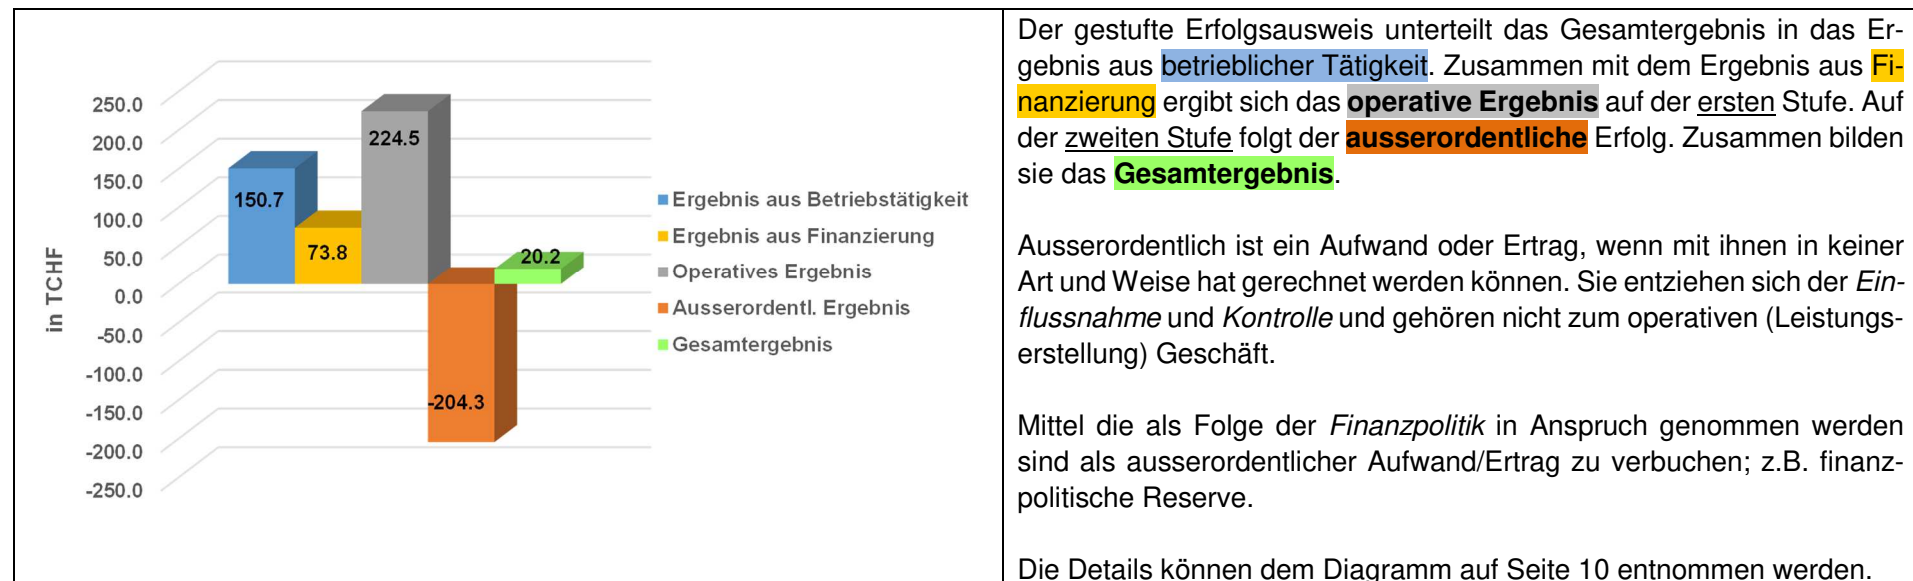 250.0
200.0
150.0
100.0
50.0
0.0
-50.0
-100.0
-150.0
-200.0
-250.0
in TCHF
150.7
73.8
224.5
-204.3
20.2
Ergebnis aus Betriebstätigkeit
Ergebnis aus Finanzierung
Operatives Ergebnis
Ausserordentl. Ergebnis
Gesamtergebnis
Der gestufte Erfolgsausweis unterteilt das Gesamtergebnis in das Er-
gebnis aus betrieblicher Tätigkeit. Zusammen mit dem Ergebnis aus Fi-
nanzierung ergibt sich das operative Ergebnis auf der ersten Stufe. Auf
der zweiten Stufe folgt der ausserordentliche Erfolg. Zusammen bilden
sie das Gesamtergebnis.
Ausserordentlich ist ein Aufwand oder Ertrag, wenn mit ihnen in keiner
Art und Weise hat gerechnet werden können. Sie entziehen sich der Ein-
flussnahme und Kontrolle und gehören nicht zum operativen (Leistungs-
erstellung) Geschäft.
Mittel die als Folge der Finanzpolitik in Anspruch genommen werden
sind als ausserordentlicher Aufwand/Ertrag zu verbuchen; z.B. finanz-
politische Reserve.
Die Details können dem Diagramm auf Seite 10 entnommen werden.